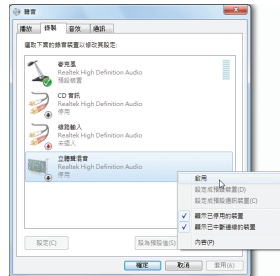 聲音
播放 錄製 音效 通訊
選取下面的錄音裝置以修改其設定:
麥克風
Realtek High Definition Audio
預設裝置
CD 音訊
Realtek High Definition Audio
停用
線路輸入
Realtek High Definition Audio
未插入
立體聲混音
Realtek High Definition Audio
停用
啟用
設定成預設裝置(D)
設定成預設通訊裝置(C)
顯示已停用的裝置
顯示已中斷連線的裝置
內容(P)
設定(C)
設為預設值(S)
確定 取消 套用(A)